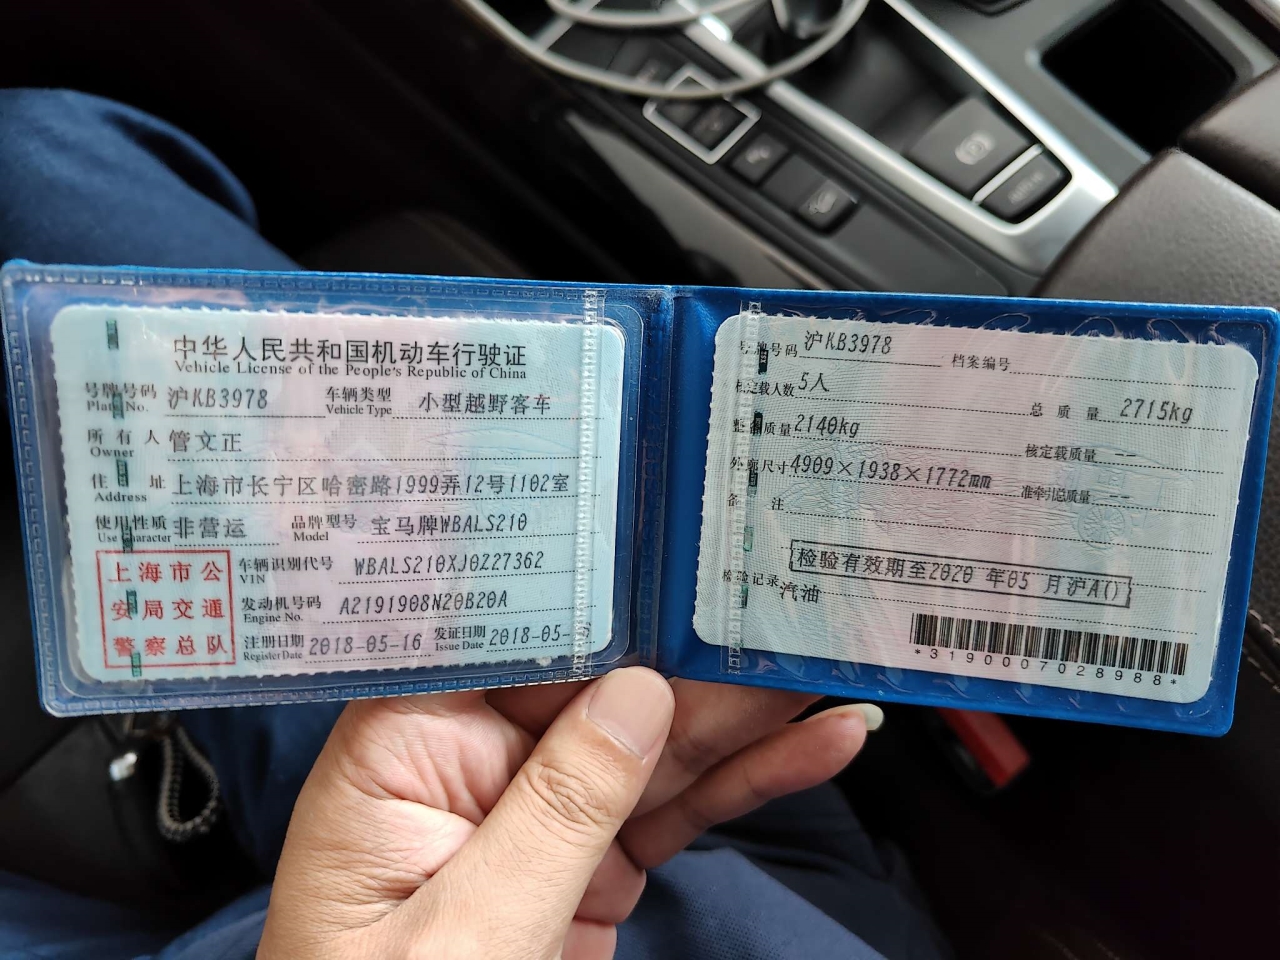 中华人民共和国机动车行驶证
Vehicle License of the People's Republic of China
号牌号码 沪KB3978 车辆类型 小型越野客车
Plate No. Vehicle Type
所有人 管文正
Owner
住址 上海市长宁区哈密路1999弄12号1102室
Address
使用性质 非营运 品牌型号 宝马牌WBALS210
Use Character Model
车辆识别代号 WBALS210XJ0Z27362
VIN
发动机号码 A2191908N20B20A
Engine No.
注册日期 2018-05-16 发证日期 2018-05-
Register Date Issue Date
上海市公
安局交通
警察总队
号牌号码 沪KB3978 档案编号
核定载人数 5人 总质量 2715kg
整备质量 2140kg 核定载质量 --
外廓尺寸 4909×1938×1772mm 准牵引总质量 --
备注
检验有效期至2020年05月沪A()
检验记录 汽油
*3190007028988*